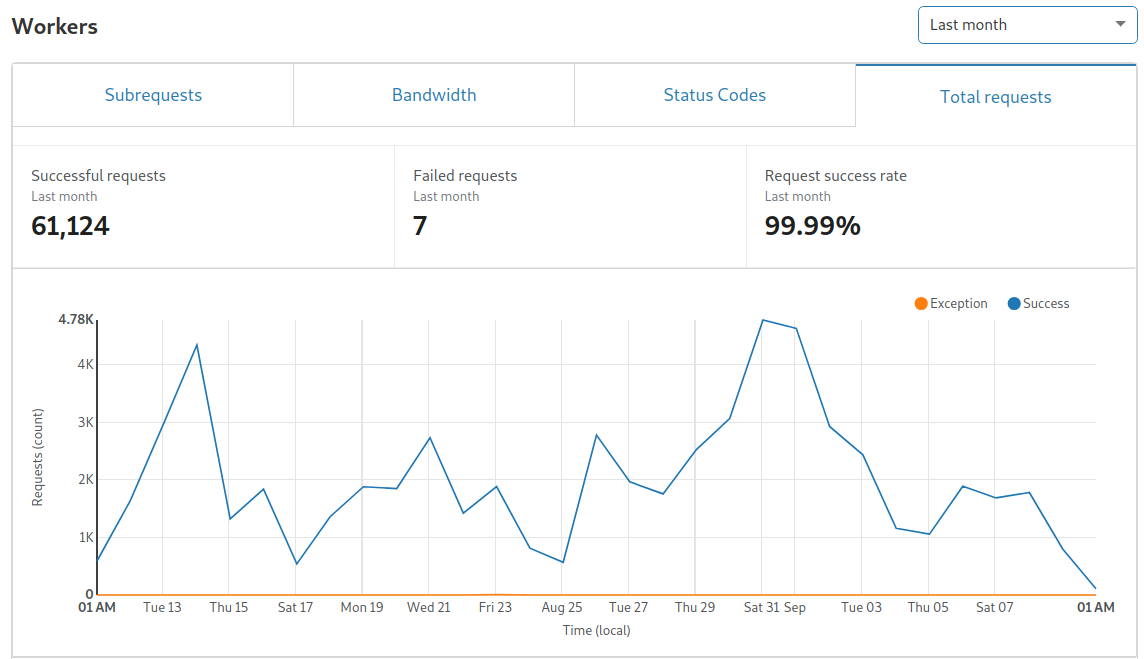 Workers
Last month
Subrequests
Bandwidth
Status Codes
Total requests
Successful requests
Last month
61,124
Failed requests
Last month
7
Request success rate
Last month
99.99%
Exception
Success
4.78K
4K
3K
2K
1K
0
Requests (count)
01 AM
Tue 13
Thu 15
Sat 17
Mon 19
Wed 21
Fri 23
Aug 25
Tue 27
Thu 29
Sat 31
Sep
Tue 03
Thu 05
Sat 07
01 AM
Time (local)